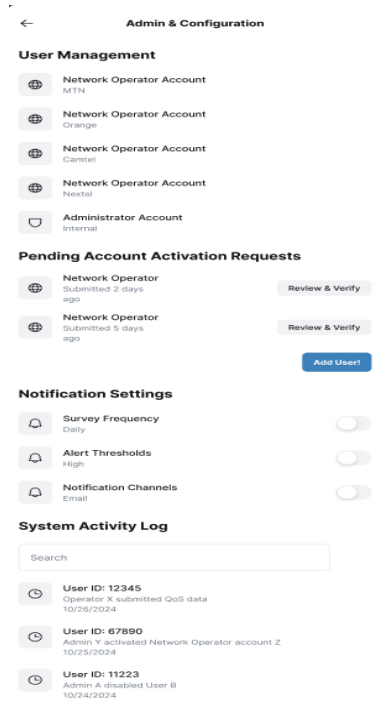 Admin & Configuration
User Management
Network Operator Account
MTN
Network Operator Account
Orange
Network Operator Account
Camtel
Network Operator Account
Nextel
Administrator Account
Internal
Pending Account Activation Requests
Network Operator
Submitted 2 days
ago
Review & Verify
Network Operator
Submitted 5 days
ago
Review & Verify
Add User!
Notification Settings
Survey Frequency
Daily
Alert Thresholds
High
Notification Channels
Email
System Activity Log
Search
User ID: 12345
Operator X submitted QoS data
10/26/2024
User ID: 67890
Admin Y activated Network Operator account Z
10/25/2024
User ID: 11223
Admin A disabled User B
10/24/2024